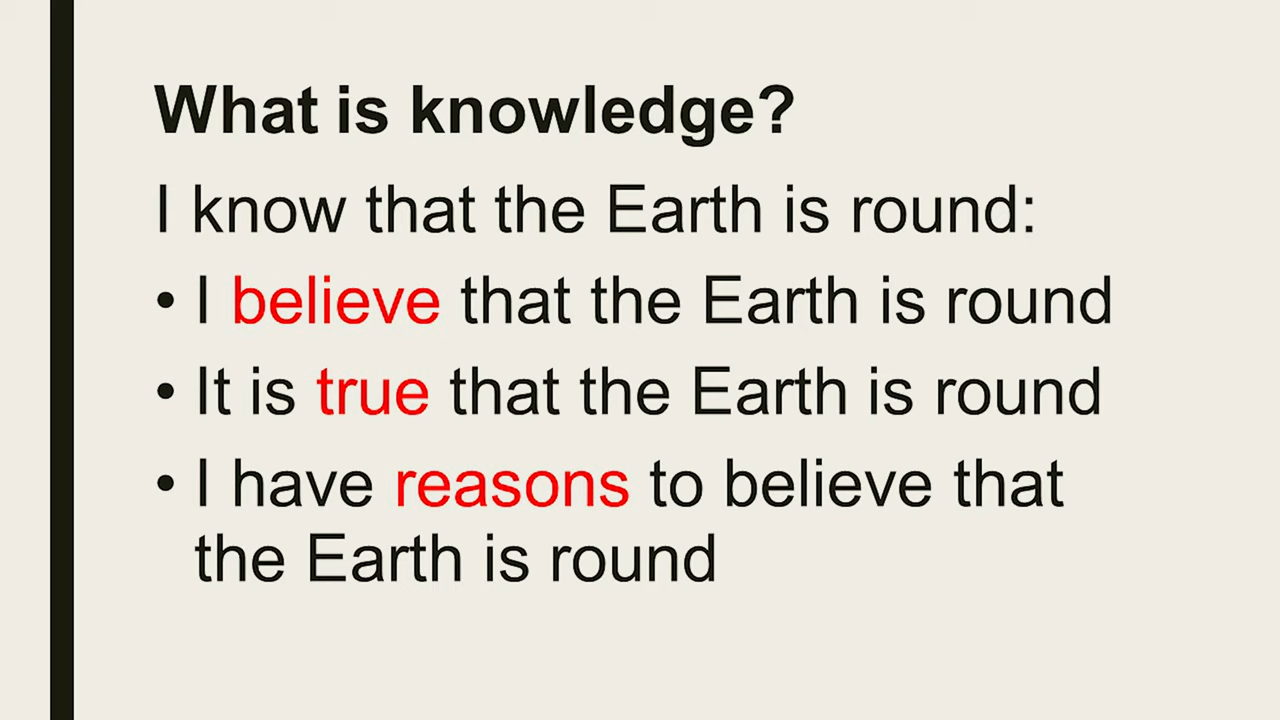 What is knowledge?
I know that the Earth is round:
• I believe that the Earth is round
• It is true that the Earth is round
• I have reasons to believe that
the Earth is round